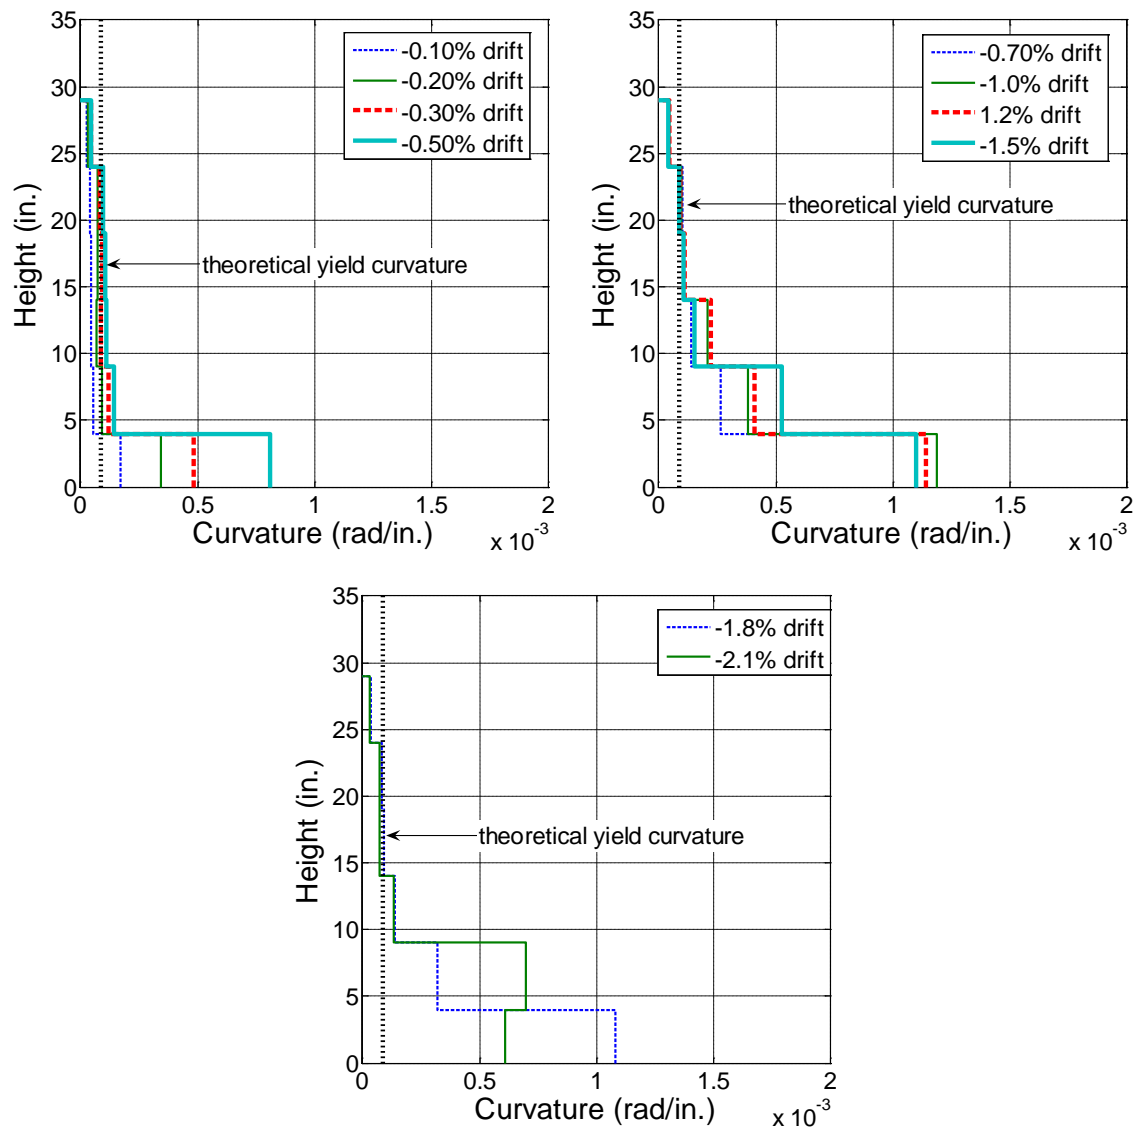 35
30
25
20
15
10
5
0
Height (in.)
-0.10% drift
-0.20% drift
-0.30% drift
-0.50% drift
theoretical yield curvature
0 0.5 1 1.5 2
Curvature (rad/in.)
x 10-3
35
30
25
20
15
10
5
0
Height (in.)
-0.70% drift
-1.0% drift
1.2% drift
-1.5% drift
theoretical yield curvature
0 0.5 1 1.5 2
Curvature (rad/in.)
x 10-3
35
30
25
20
15
10
5
0
Height (in.)
-1.8% drift
-2.1% drift
theoretical yield curvature
0 0.5 1 1.5 2
Curvature (rad/in.)
x 10-3